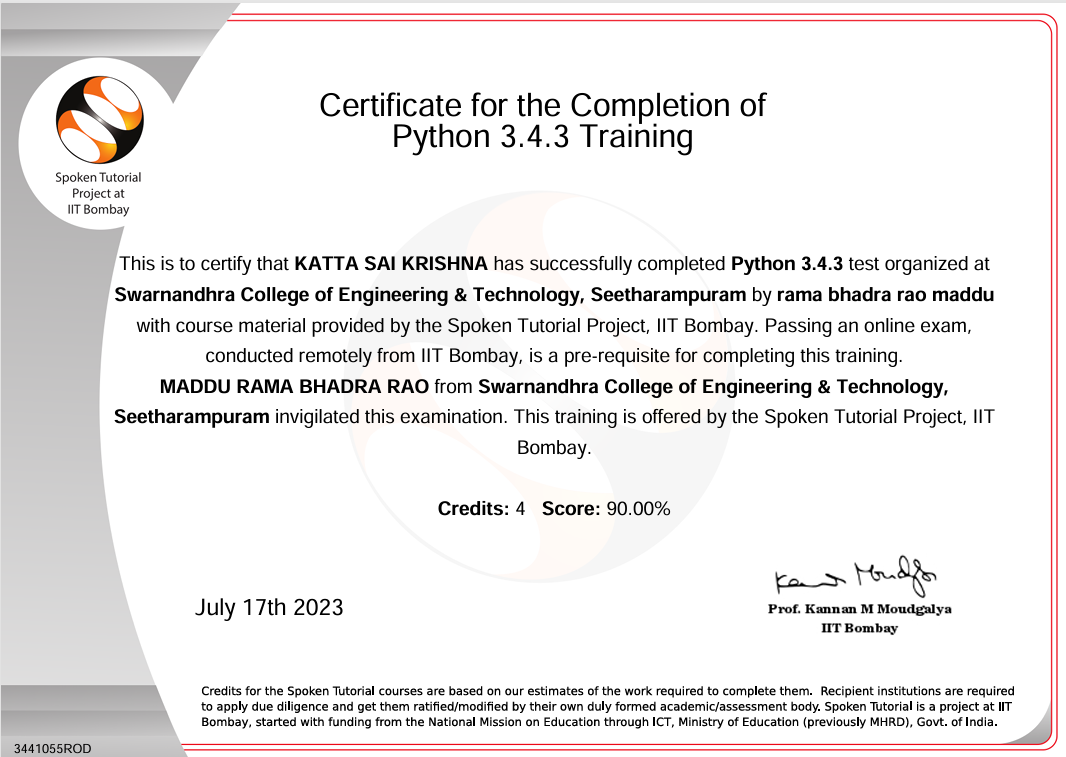 Certificate for the Completion of
Python 3.4.3 Training
Spoken Tutorial
Project at
IIT Bombay
This is to certify that KATTA SAI KRISHNA has successfully completed Python 3.4.3 test organized at
Swarnandhra College of Engineering & Technology, Seetharampuram by rama bhadra rao maddu
with course material provided by the Spoken Tutorial Project, IIT Bombay. Passing an online exam,
conducted remotely from IIT Bombay, is a pre-requisite for completing this training.
MADDU RAMA BHADRA RAO from Swarnandhra College of Engineering & Technology,
Seetharampuram invigilated this examination. This training is offered by the Spoken Tutorial Project, IIT
Bombay.
Credits: 4 Score: 90.00%
July 17th 2023
Kannan Moudgalya
Prof. Kannan M Moudgalya
IIT Bombay
Credits for the Spoken Tutorial courses are based on our estimates of the work required to complete them. Recipient institutions are required
to apply due diligence and get them ratified/modified by their own duly formed academic/assessment body. Spoken Tutorial is a project at IIT
Bombay, started with funding from the National Mission on Education through ICT, Ministry of Education (previously MHRD), Govt. of India.
3441055ROD